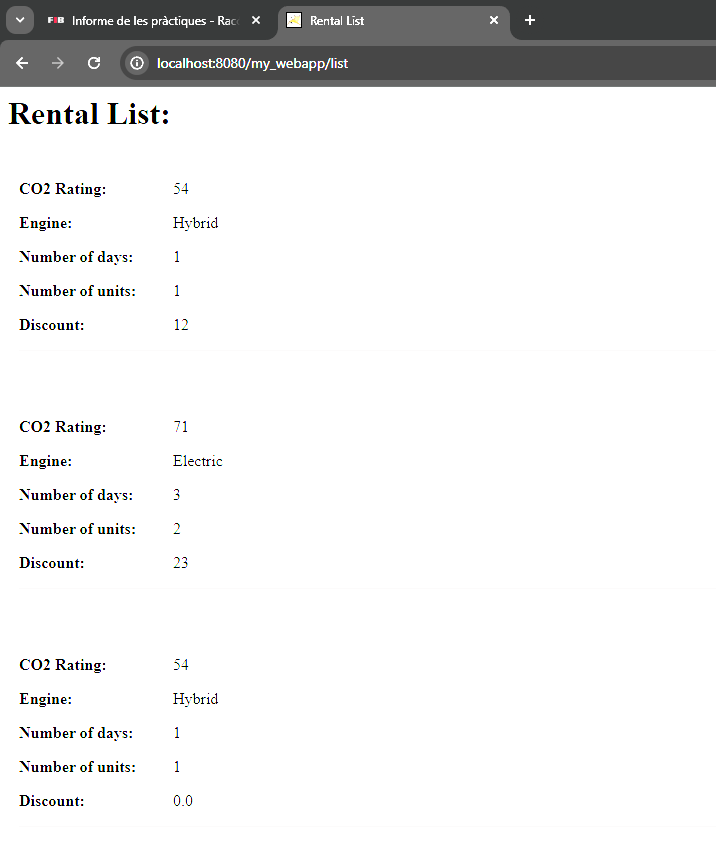 FIB Informe de les pràctiques - Rac
Rental List
localhost:8080/my_webapp/list
Rental List:
CO2 Rating: 54
Engine: Hybrid
Number of days: 1
Number of units: 1
Discount: 12
CO2 Rating: 71
Engine: Electric
Number of days: 3
Number of units: 2
Discount: 23
CO2 Rating: 54
Engine: Hybrid
Number of days: 1
Number of units: 1
Discount: 0.0